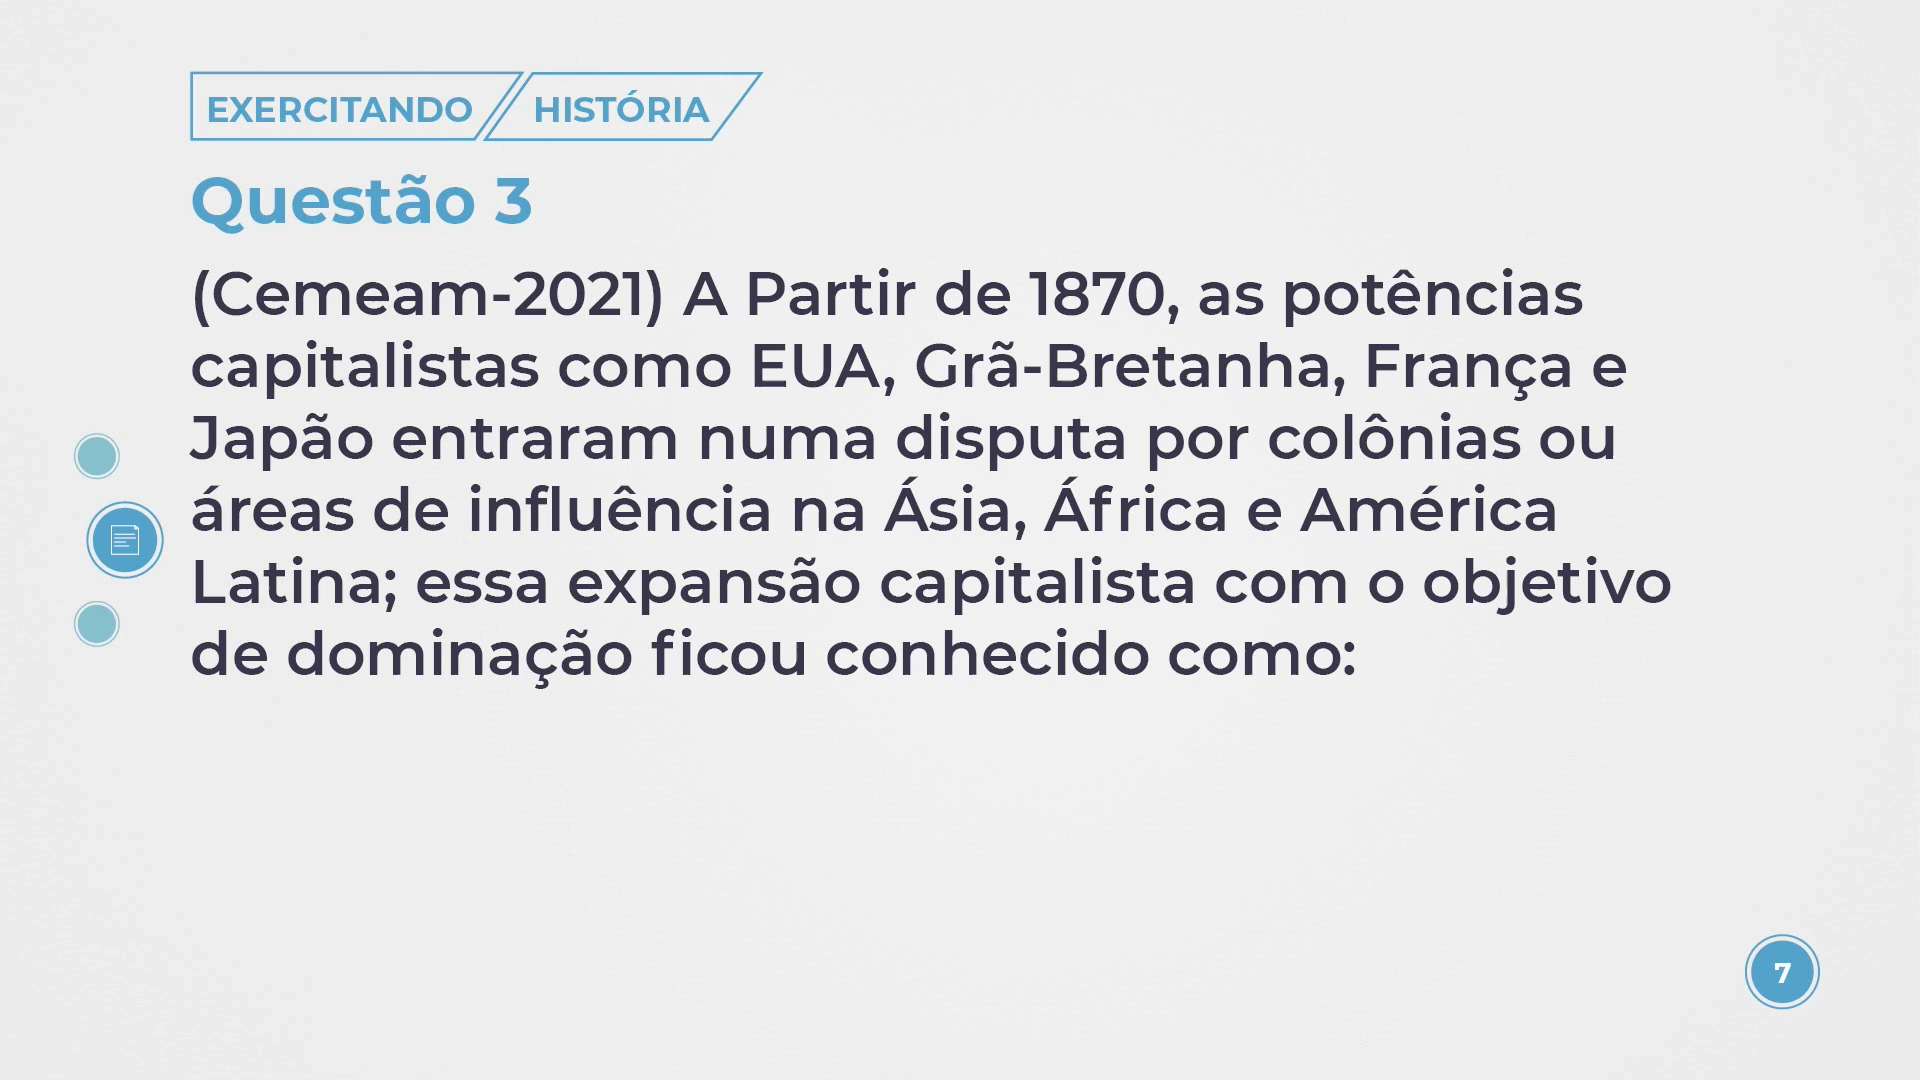 EXERCITANDO HISTÓRIA
Questão 3
(Cemeam-2021) A Partir de 1870, as potências
capitalistas como EUA, Grã-Bretanha, França e
Japão entraram numa disputa por colônias ou
áreas de influência na Ásia, África e América
Latina; essa expansão capitalista com o objetivo
de dominação ficou conhecido como:
7